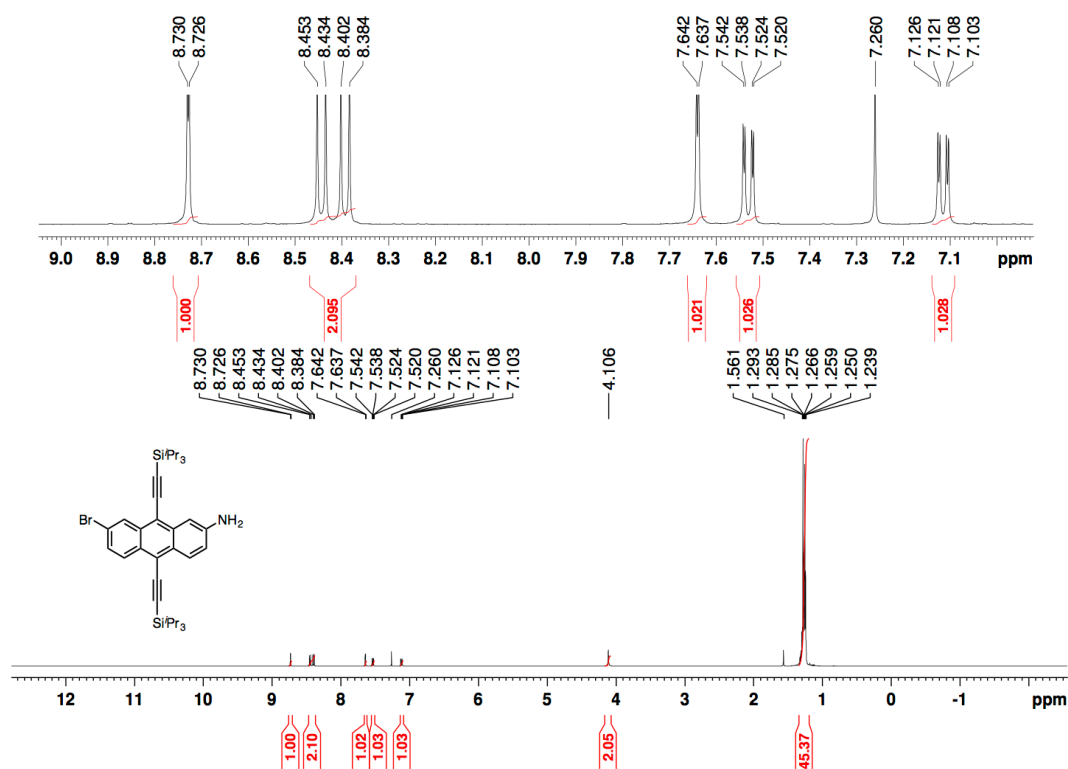 8.730 8.726 8.453 8.434 8.402 8.384 7.642 7.637 7.542 7.538 7.524 7.520 7.260 7.126 7.121 7.108 7.103
9.0 8.9 8.8 8.7 8.6 8.5 8.4 8.3 8.2 8.1 8.0 7.9 7.8 7.7 7.6 7.5 7.4 7.3 7.2 7.1 ppm
1.000 2.095 1.021 1.026 1.028
8.730 8.726 8.453 8.434 8.402 8.384 7.642 7.637 7.542 7.538 7.524 7.520 7.260 7.126 7.121 7.108 7.103 4.106 1.561 1.293 1.285 1.275 1.266 1.259 1.250 1.239
SiⁱPr₃
Br NH₂
SiⁱPr₃
12 11 10 9 8 7 6 5 4 3 2 1 0 -1 ppm
1.00 2.10 1.02 1.03 1.03 2.05 45.37